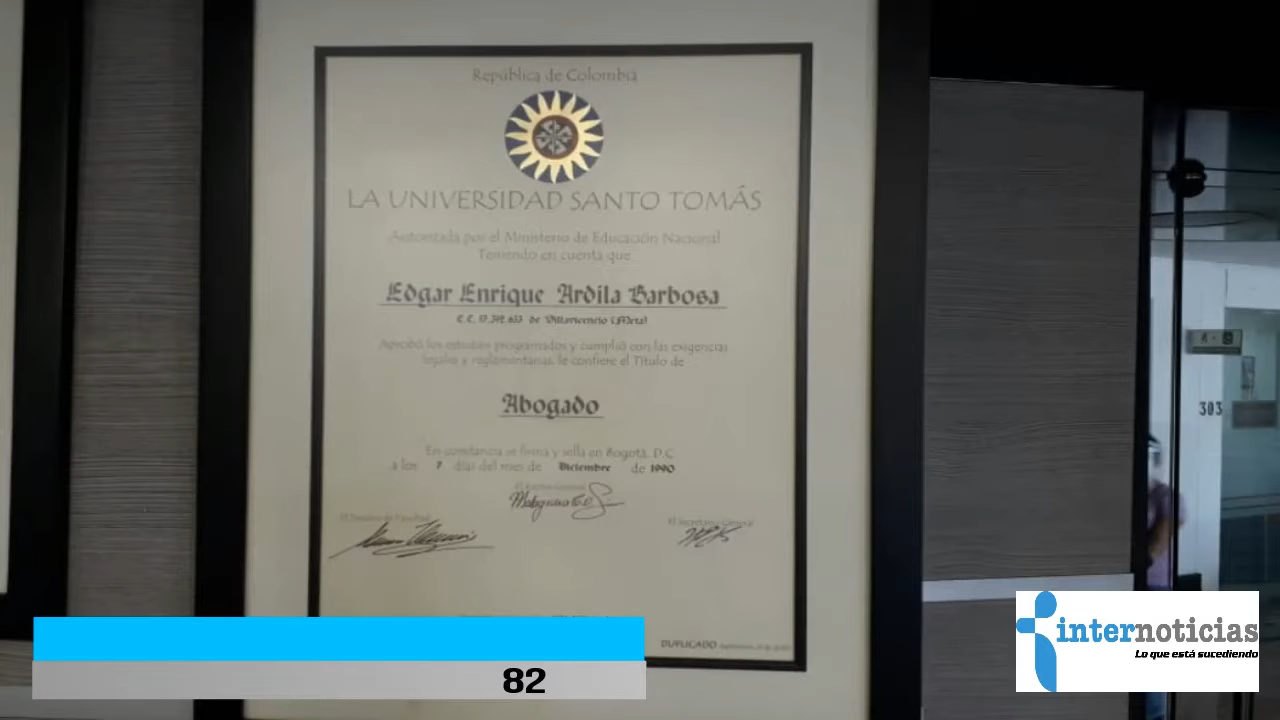 República de Colombia
LA UNIVERSIDAD SANTO TOMÁS
Autorizada por el Ministerio de Educación Nacional
Teniendo en cuenta que
Edgar Enrique Ardila Barbosa
C.C. de Villavicencio (Meta)
Aprobó los estudios programados y cumplió con las exigencias
legales y reglamentarias, le confiere el Título de
Abogado
En constancia se firma y sella en Bogotá, D.C.
a los 7 días del mes de Diciembre de 1990
DUPLICADO
82
303
internoticias
Lo que está sucediendo